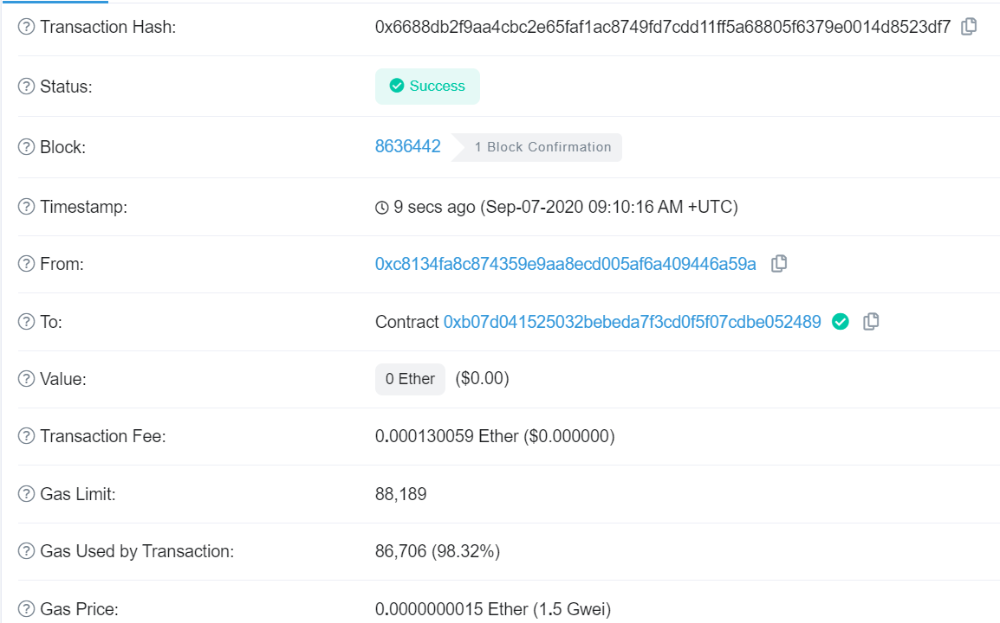 Transaction Hash: 0x6688db2f9aa4cbc2e65faf1ac8749fd7cdd11ff5a68805f6379e0014d8523df7
Status: Success
Block: 8636442 1 Block Confirmation
Timestamp: 9 secs ago (Sep-07-2020 09:10:16 AM +UTC)
From: 0xc8134fa8c874359e9aa8ecd005af6a409446a59a
To: Contract 0xb07d041525032bebeda7f3cd0f5f07cdbe052489
Value: 0 Ether ($0.00)
Transaction Fee: 0.000130059 Ether ($0.000000)
Gas Limit: 88,189
Gas Used by Transaction: 86,706 (98.32%)
Gas Price: 0.0000000015 Ether (1.5 Gwei)